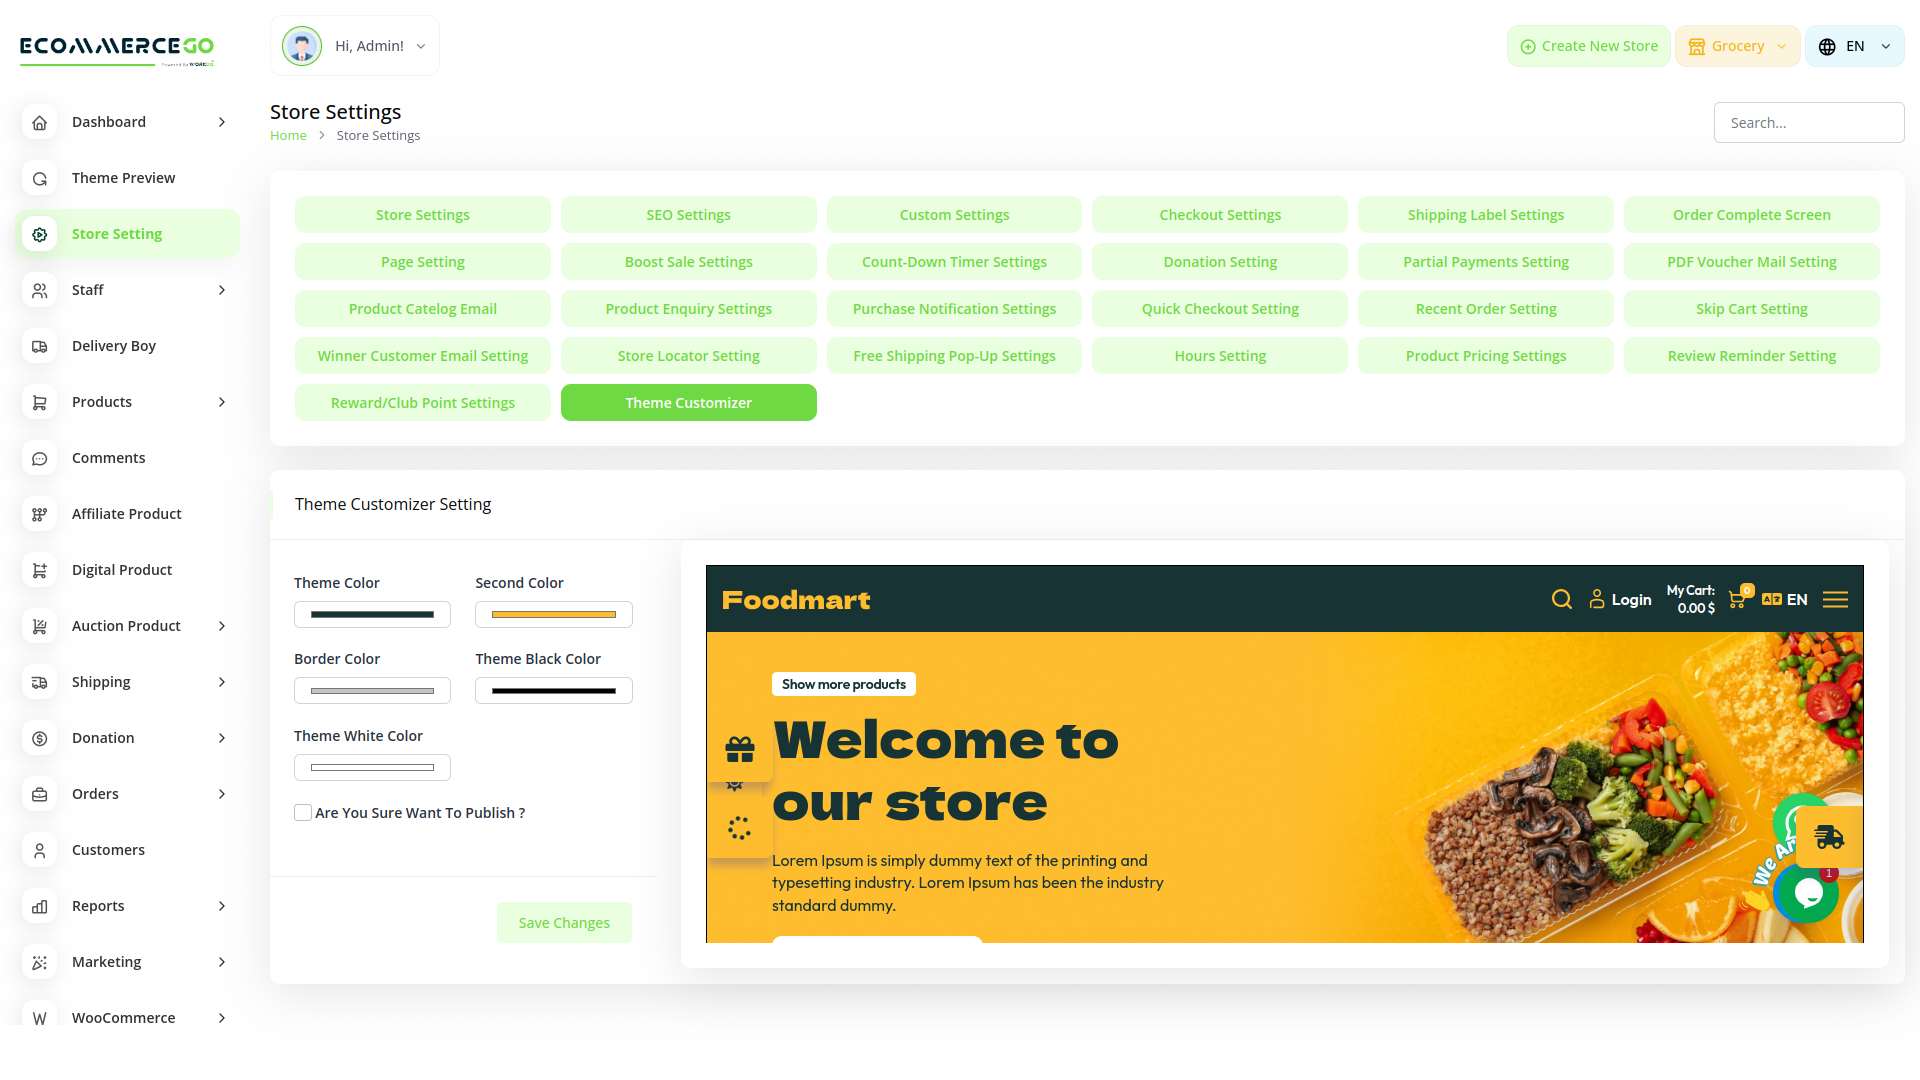 ECOMMERCEGO
Powered By WORKDO
Hi, Admin!
Create New Store
Grocery
EN
Dashboard
Theme Preview
Store Setting
Staff
Delivery Boy
Products
Comments
Affiliate Product
Digital Product
Auction Product
Shipping
Donation
Orders
Customers
Reports
Marketing
WooCommerce
Store Settings
Home
Store Settings
Search...
Store Settings
SEO Settings
Custom Settings
Checkout Settings
Shipping Label Settings
Order Complete Screen
Page Setting
Boost Sale Settings
Count-Down Timer Settings
Donation Setting
Partial Payments Setting
PDF Voucher Mail Setting
Product Catelog Email
Product Enquiry Settings
Purchase Notification Settings
Quick Checkout Setting
Recent Order Setting
Skip Cart Setting
Winner Customer Email Setting
Store Locator Setting
Free Shipping Pop-Up Settings
Hours Setting
Product Pricing Settings
Review Reminder Setting
Reward/Club Point Settings
Theme Customizer
Theme Customizer Setting
Theme Color
Second Color
Border Color
Theme Black Color
Theme White Color
Are You Sure Want To Publish ?
Save Changes
Foodmart
Login
My Cart:
0.00 $
0
EN
Show more products
Welcome to
our store
Lorem Ipsum is simply dummy text of the printing and
typesetting industry. Lorem Ipsum has been the industry
standard dummy.
We Ar
1